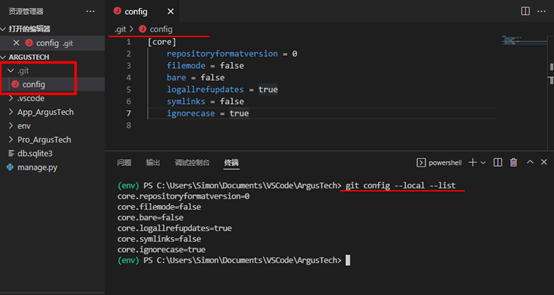 资源管理器
打开的编辑器
config .git
ARGUSTECH
.git
config
.vscode
App_ArgusTech
env
Pro_ArgusTech
db.sqlite3
manage.py
config
.git > config
1 [core]
2 repositoryformatversion = 0
3 filemode = false
4 bare = false
5 logallrefupdates = true
6 symlinks = false
7 ignorecase = true
8
问题 输出 调试控制台 终端 powershell
(env) PS C:\Users\Simon\Documents\VSCode\ArgusTech> git config --local --list
core.repositoryformatversion=0
core.filemode=false
core.bare=false
core.logallrefupdates=true
core.symlinks=false
core.ignorecase=true
(env) PS C:\Users\Simon\Documents\VSCode\ArgusTech>